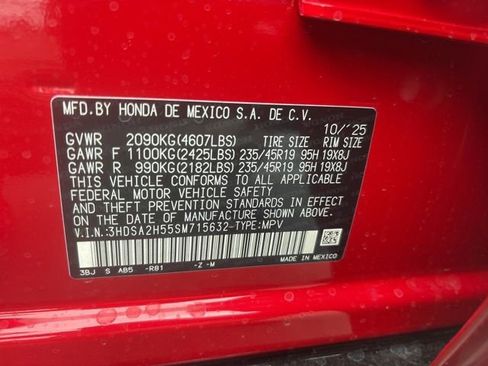 MFD.BY HONDA DE MEXICO S.A. DE C.V.
10/'25
GVWR 2090KG(4607LBS) TIRE SIZE RIM SIZE
GAWR F 1100KG(2425LBS) 235/45R19 95H 19X8J
GAWR R 990KG(2182LBS) 235/45R19 95H 19X8J
THIS VEHICLE CONFORMS TO ALL APPLICABLE
FEDERAL MOTOR VEHICLE SAFETY
AND THEFT PREVENTION STANDARDS IN EFFECT
ON THE DATE OF MANUFACTURE SHOWN ABOVE.
V.I.N.:3HDSA2H55SM715632-TYPE:MPV
3BJ S AB5 -R81 -Z -M
MADE IN MEXICO